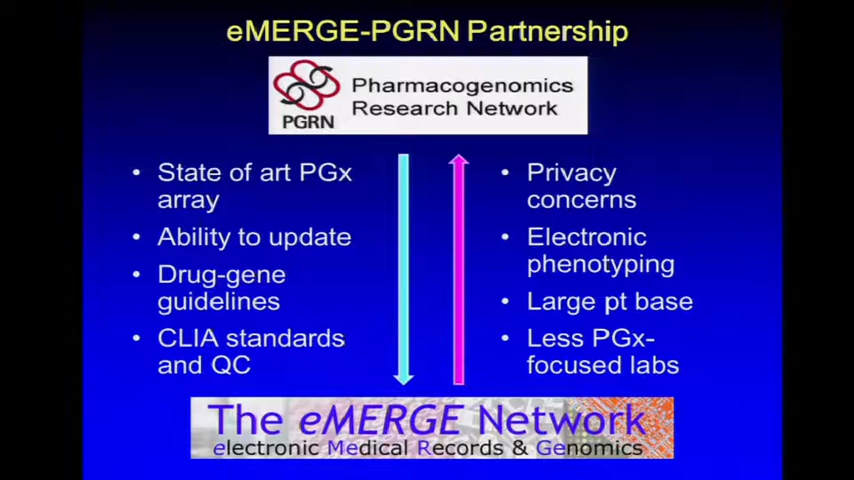 eMERGE-PGRN Partnership
PGRN
Pharmacogenomics
Research Network
• State of art PGx
array
• Ability to update
• Drug-gene
guidelines
• CLIA standards
and QC
• Privacy
concerns
• Electronic
phenotyping
• Large pt base
• Less PGx-
focused labs
The eMERGE Network
electronic Medical Records & Genomics